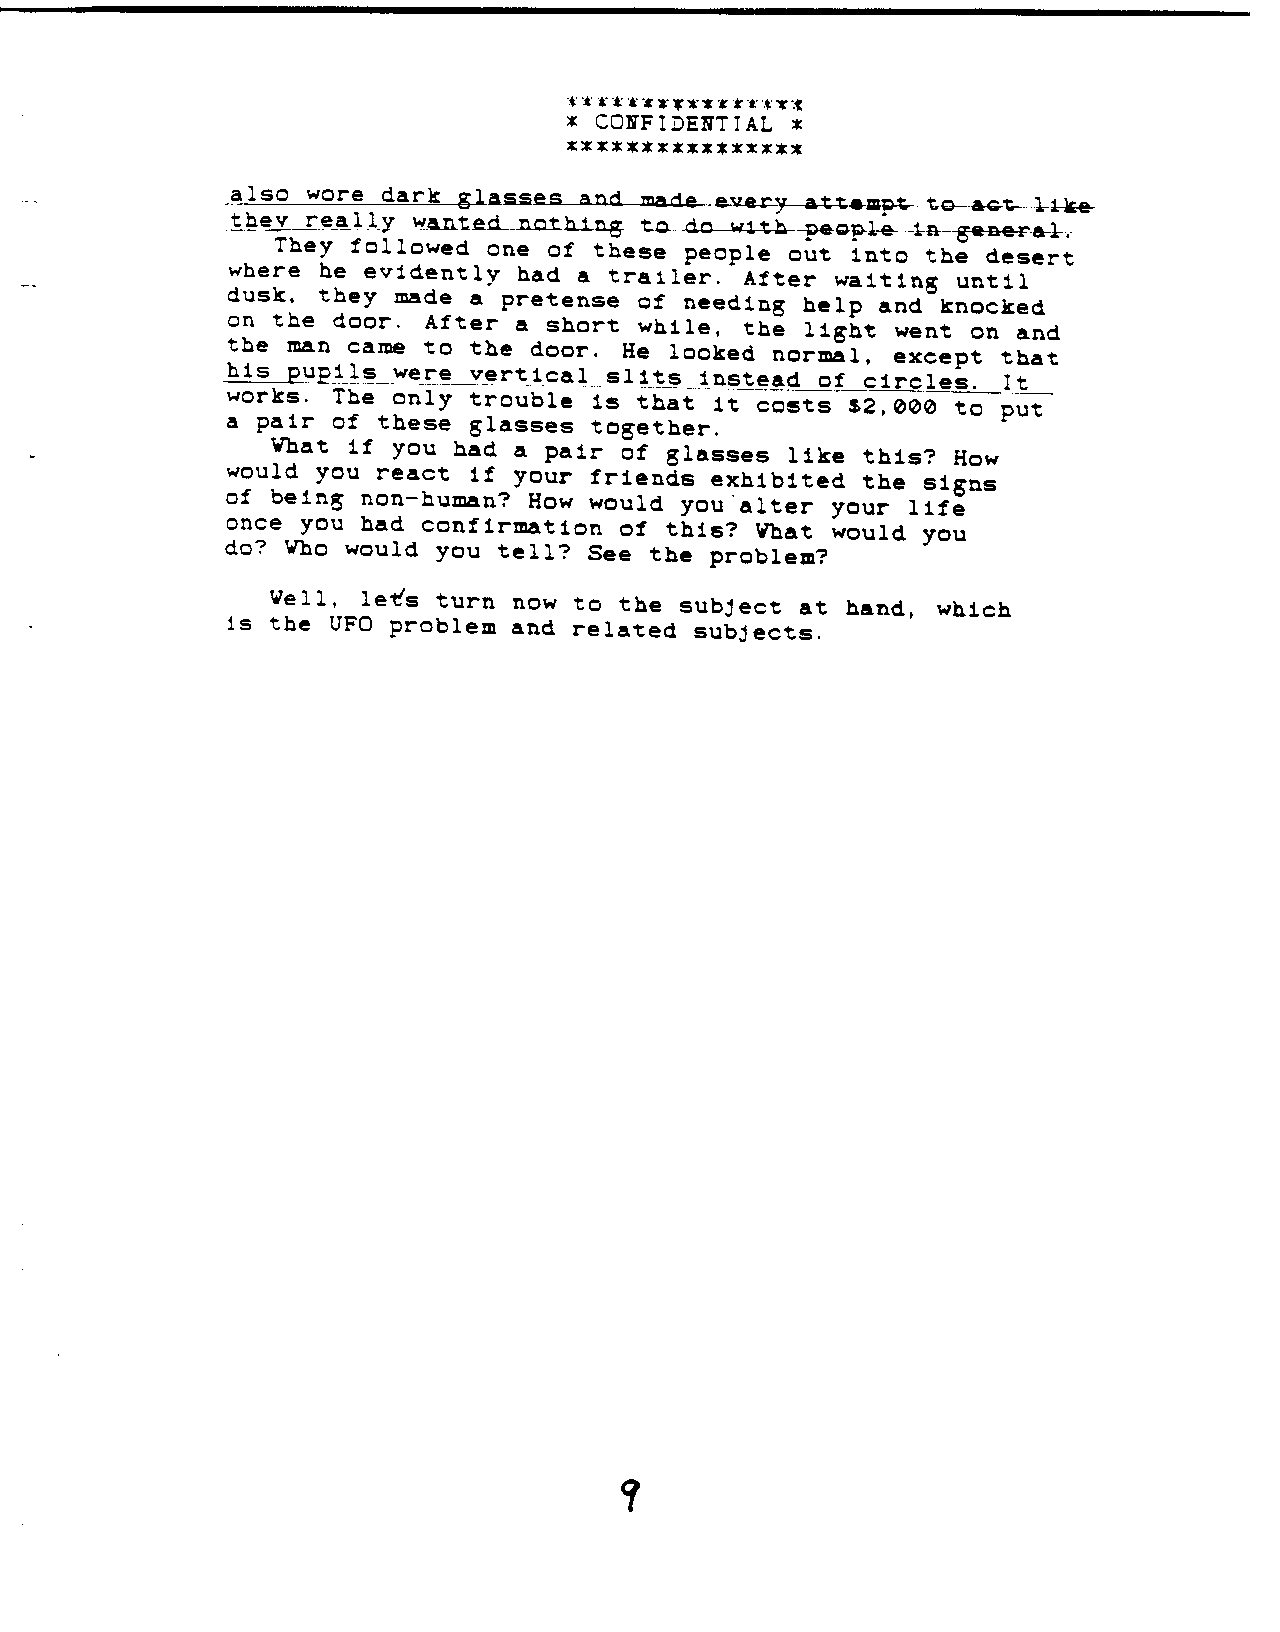 ****************
* CONFIDENTIAL *
****************
also wore dark glasses and made every attempt to act like
they really wanted nothing to do with people in general.
They followed one of these people out into the desert
where he evidently had a trailer. After waiting until
dusk, they made a pretense of needing help and knocked
on the door. After a short while, the light went on and
the man came to the door. He looked normal, except that
his pupils were vertical slits instead of circles. It
works. The only trouble is that it costs $2,000 to put
a pair of these glasses together.
What if you had a pair of glasses like this? How
would you react if your friends exhibited the signs
of being non-human? How would you alter your life
once you had confirmation of this? What would you
do? Who would you tell? See the problem?
Well, let's turn now to the subject at hand, which
is the UFO problem and related subjects.
9